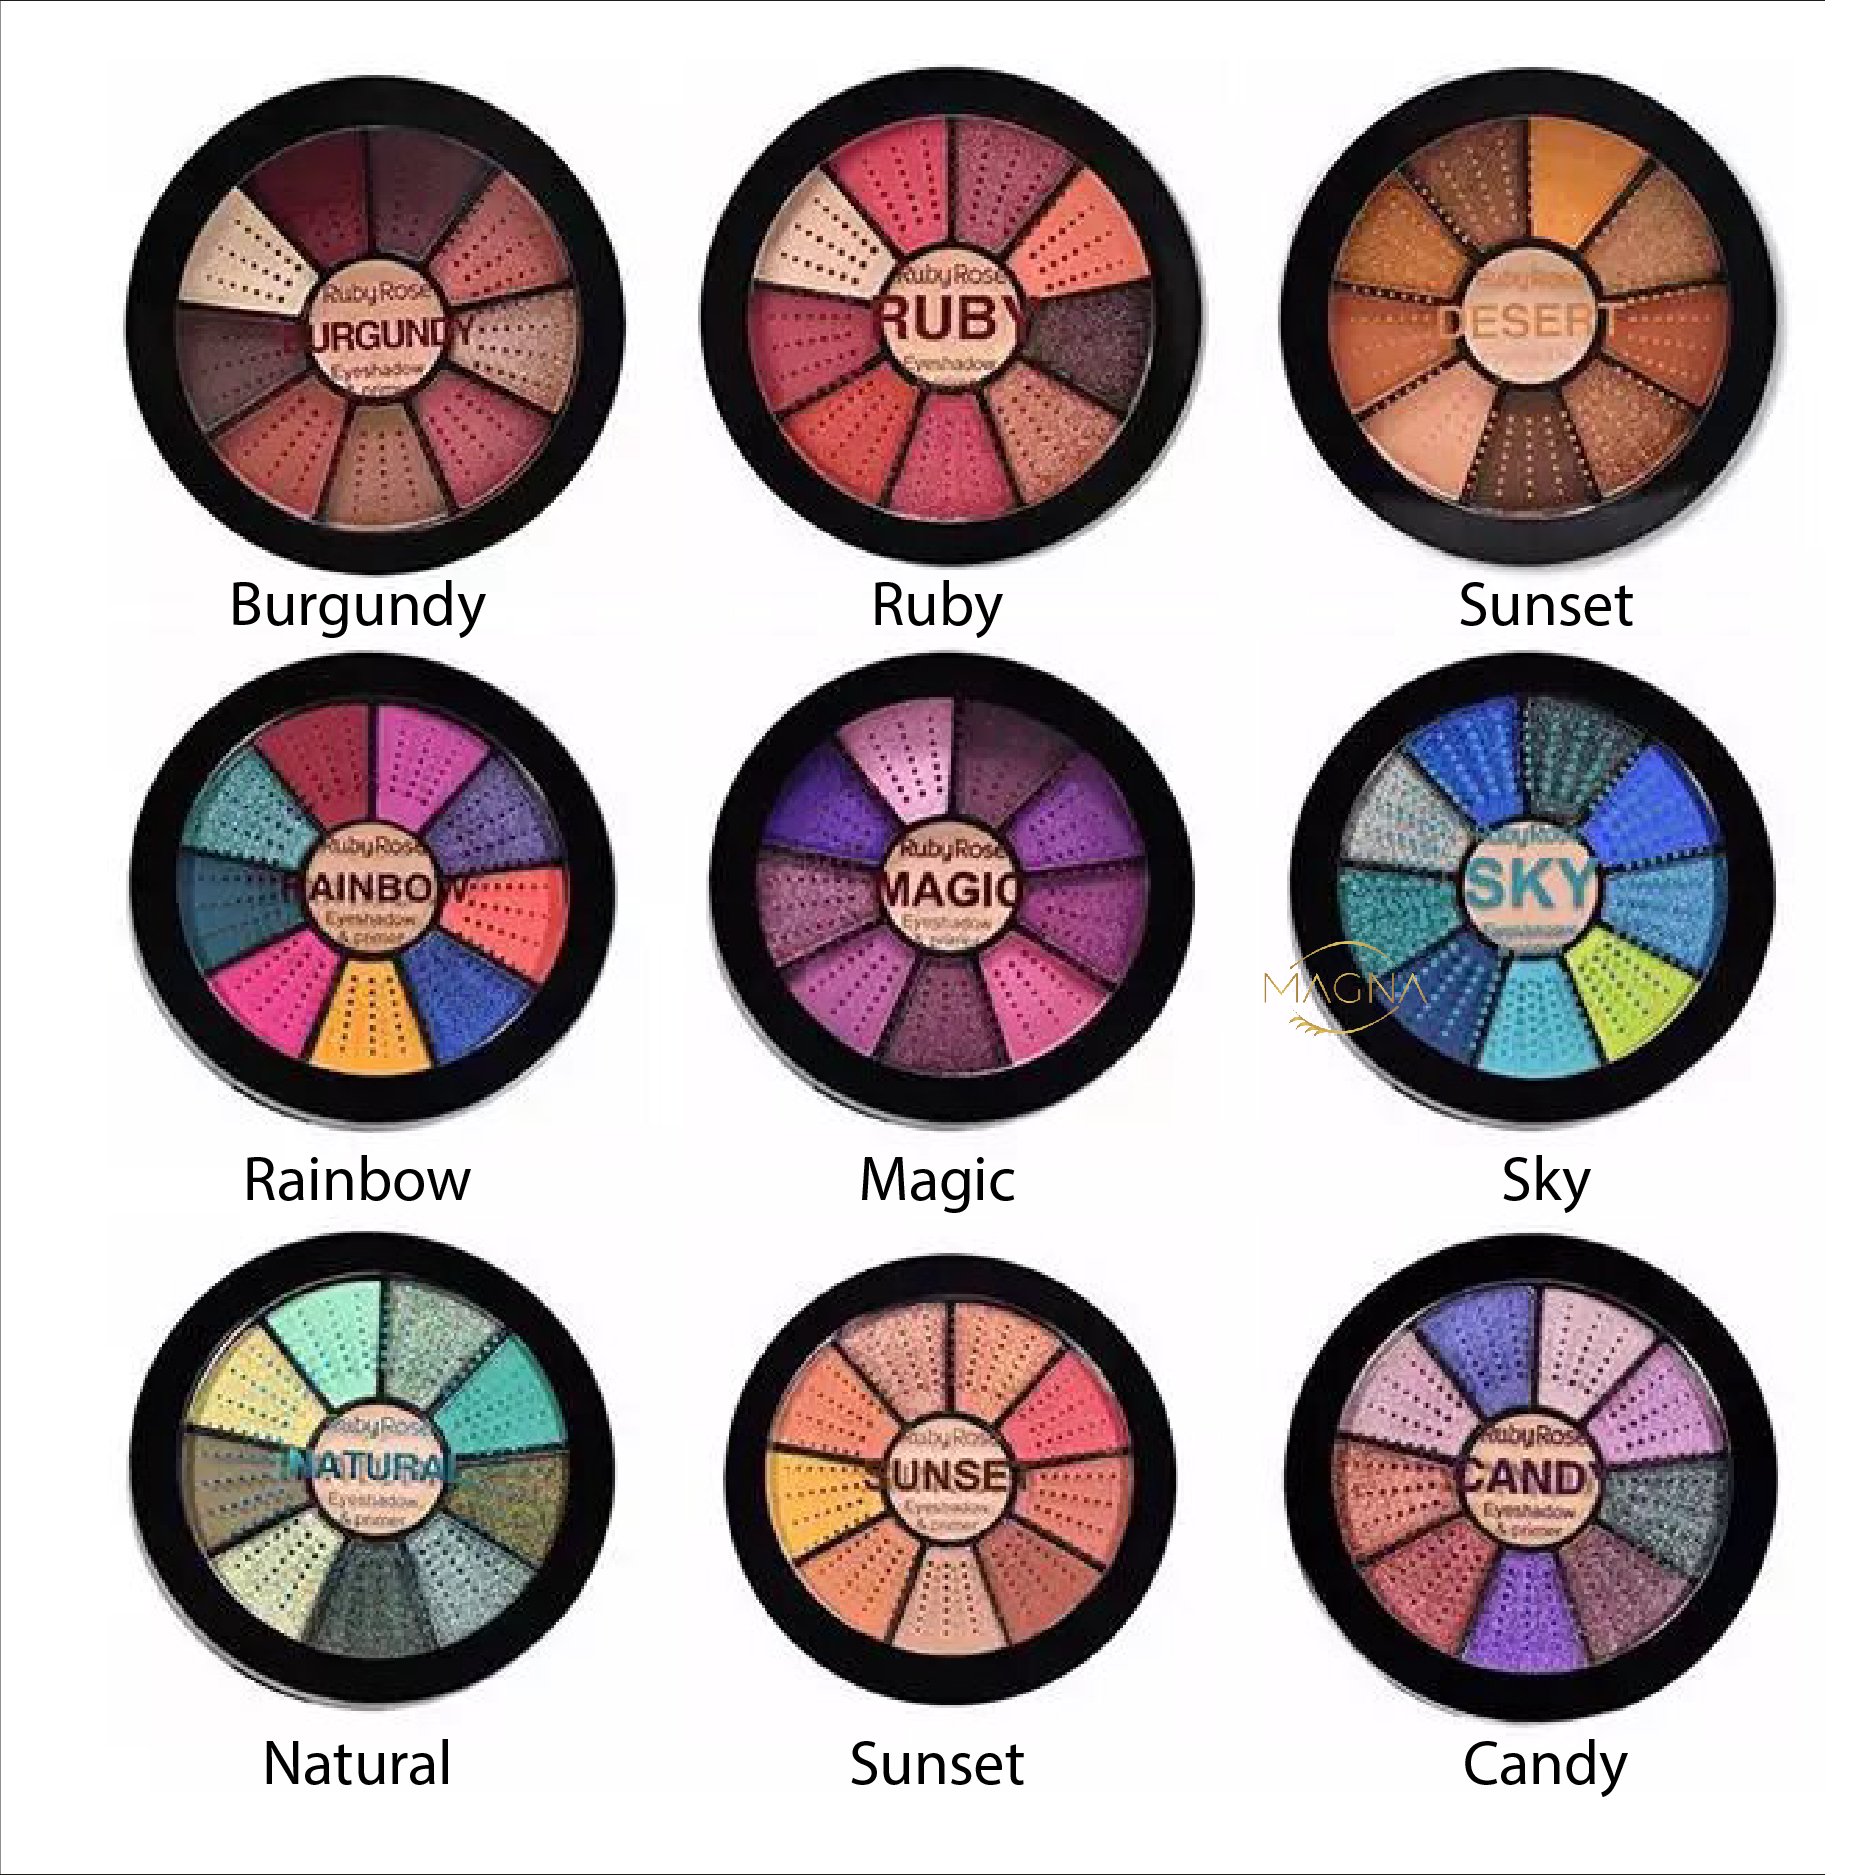 Ruby Rose
BURGUNDY
Eyeshadow
& primer
Burgundy
Ruby Rose
RUBY
Eyeshadow
Ruby
Ruby Rose
DESERT
Sunset
Ruby Rose
RAINBOW
Eyeshadow
& primer
Rainbow
Ruby Rose
MAGIC
Eyeshadow
& primer
Magic
Ruby Rose
SKY
Eyeshadow
MAGNA
Sky
Ruby Rose
NATURAL
Eyeshadow
& primer
Natural
Ruby Rose
SUNSET
Eyeshadow
& primer
Sunset
Ruby Rose
CANDY
Eyeshadow
& primer
Candy